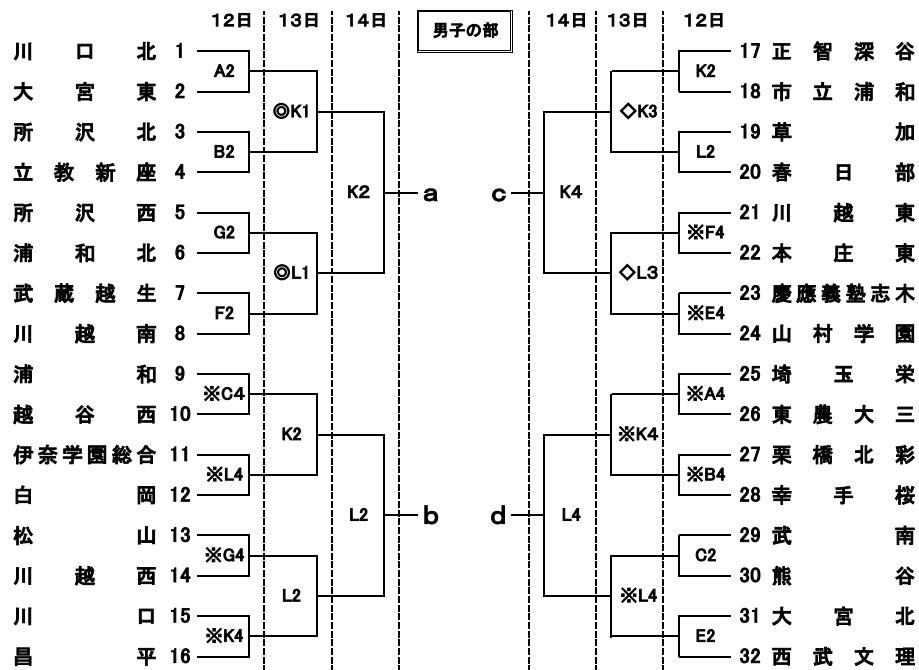 12日 13日 14日 男子の部 14日 13日 12日
川口北 1 17 正智深谷
A2 K2
大宮東 2 18 市立浦和
◎K1 ◇K3
所沢北 3 19 草加
B2 L2
立教新座 4 20 春日部
K2 a c K4
所沢西 5 21 川越東
G2 ※F4
浦和北 6 22 本庄東
◎L1 ◇L3
武蔵越生 7 23 慶應義塾志木
F2 ※E4
川越南 8 24 山村学園
浦和 9 25 埼玉栄
※C4 ※A4
越谷西 10 26 東農大三
K2 ※K4
伊奈学園総合 11 27 栗橋北彩
※L4 ※B4
白岡 12 28 幸手桜
L2 b d L4
松山 13 29 武南
※G4 C2
川越西 14 30 熊谷
L2 ※L4
川口 15 31 大宮北
※K4 E2
昌平 16 32 西武文理